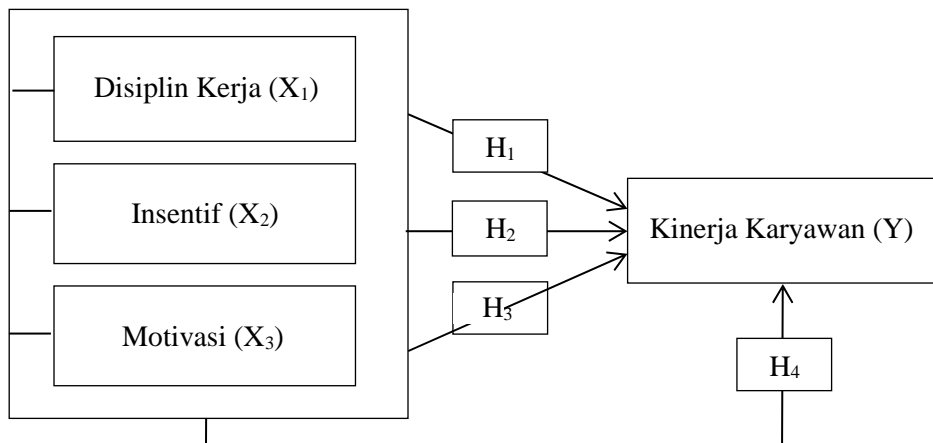 Disiplin Kerja (X₁)
H₁
Insentif (X₂)
H₂
Kinerja Karyawan (Y)
Motivasi (X₃)
H₃
H₄